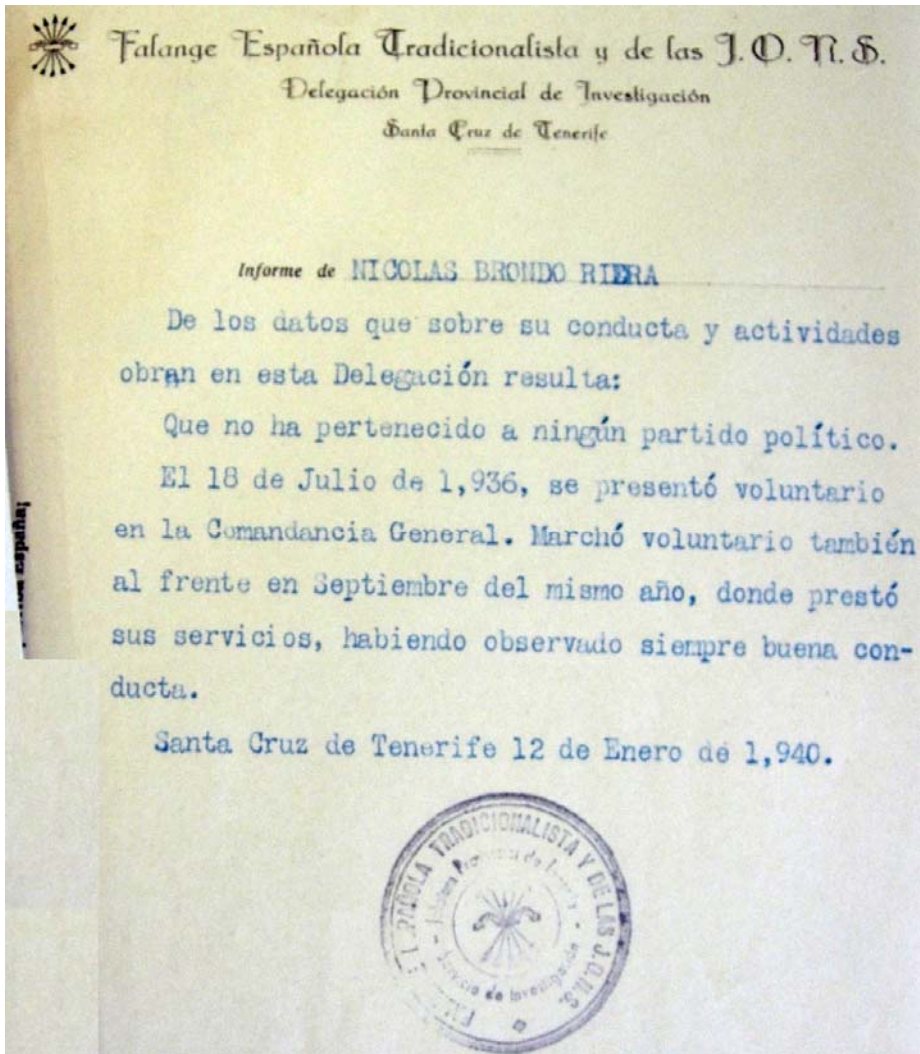 Falange Española Tradicionalista y de las J. O. N. S.
Delegación Provincial de Investigación
Santa Cruz de Tenerife
Informe de NICOLAS BRONDO RIERA
De los datos que sobre su conducta y actividades
obran en esta Delegación resulta:
Que no ha pertenecido a ningún partido político.
El 18 de Julio de 1,936, se presentó voluntario
en la Comandancia General. Marchó voluntario también
al frente en Septiembre del mismo año, donde prestó
sus servicios, habiendo observado siempre buena con-
ducta.
Santa Cruz de Tenerife 12 de Enero de 1,940.
TRADICIONALISTA Y DE LAS J.O.N.S.
Servicio de Investigación